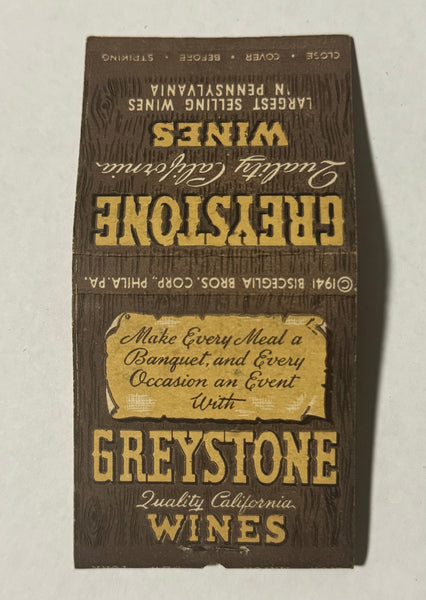 ©1941 BISCEGLIA BROS. CORP., PHILA. PA.
GREYSTONE
Quality California
WINES
LARGEST SELLING WINES
IN PENNSYLVANIA
CLOSE • COVER • BEFORE • STRIKING
Make Every Meal a
Banquet, and Every
Occasion an Event
With
GREYSTONE
Quality California
WINES